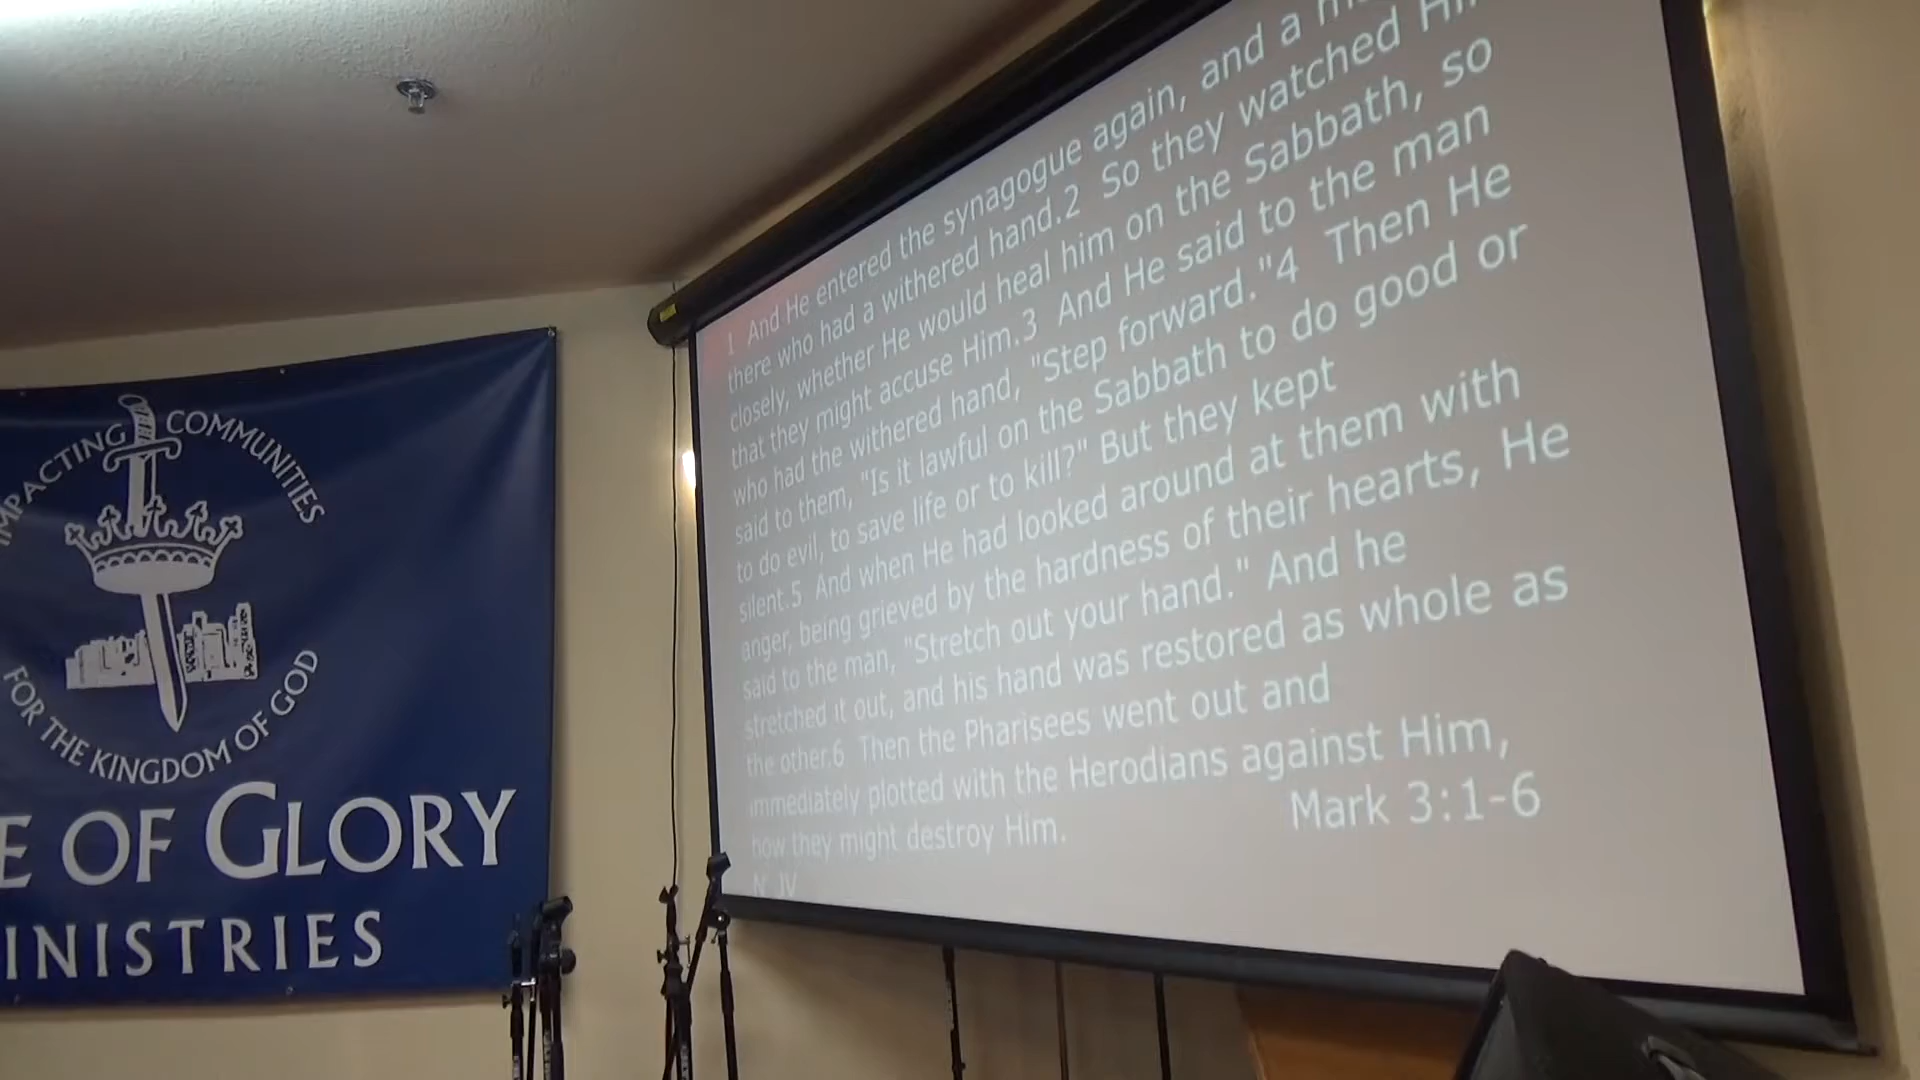 IMPACTING COMMUNITIES
FOR THE KINGDOM OF GOD
E OF GLORY
INISTRIES
1 And He entered the synagogue again, and a
there who had a withered hand.2 So they watched
closely, whether He would heal him on the Sabbath, so
that they might accuse Him.3 And He said to the man
who had the withered hand, "Step forward."4 Then He
said to them, "Is it lawful on the Sabbath to do good or
to do evil, to save life or to kill?" But they kept
silent.5 And when He had looked around at them with
anger, being grieved by the hardness of their hearts, He
said to the man, "Stretch out your hand." And he
stretched it out, and his hand was restored as whole as
the other.6 Then the Pharisees went out and
immediately plotted with the Herodians against Him,
how they might destroy Him.
Mark 3:1-6